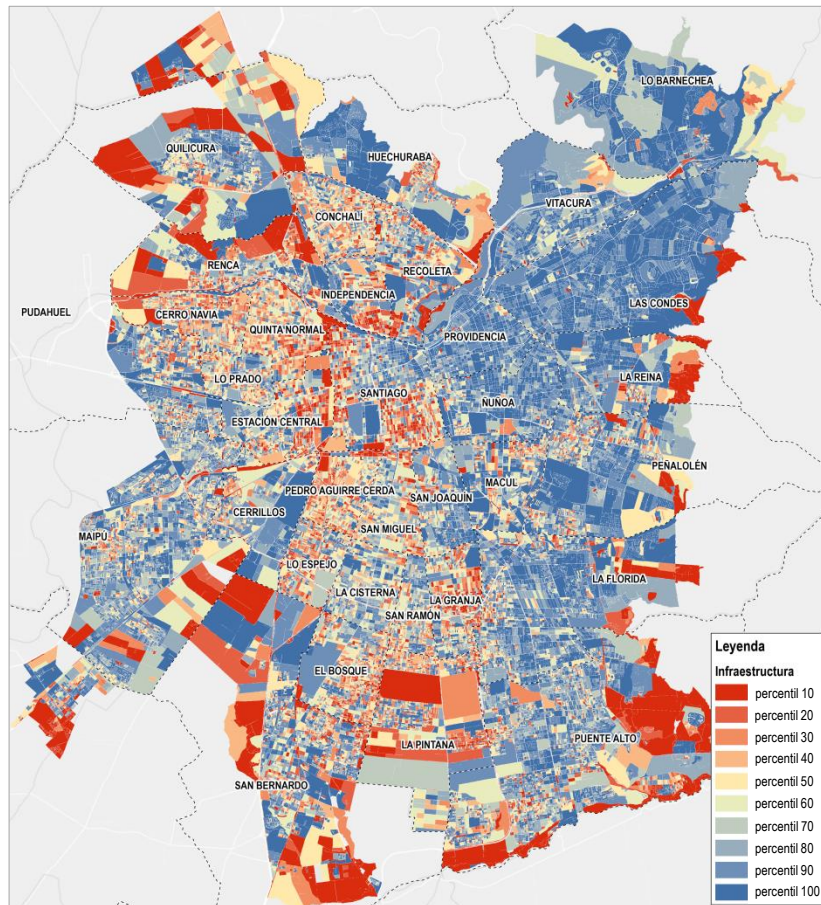 LO BARNECHEA
QUILICURA
HUECHURABA
VITACURA
CONCHALÍ
RENCA
RECOLETA
INDEPENDENCIA
LAS CONDES
PUDAHUEL
CERRO NAVIA
QUINTA NORMAL
PROVIDENCIA
LO PRADO
LA REINA
SANTIAGO
ÑUÑOA
ESTACIÓN CENTRAL
PEÑALOLÉN
MACUL
PEDRO AGUIRRE CERDA
SAN JOAQUÍN
CERRILLOS
SAN MIGUEL
MAIPÚ
LO ESPEJO
LA FLORIDA
LA CISTERNA
LA GRANJA
SAN RAMÓN
EL BOSQUE
PUENTE ALTO
LA PINTANA
SAN BERNARDO
Leyenda
Infraestructura
percentil 10
percentil 20
percentil 30
percentil 40
percentil 50
percentil 60
percentil 70
percentil 80
percentil 90
percentil 100